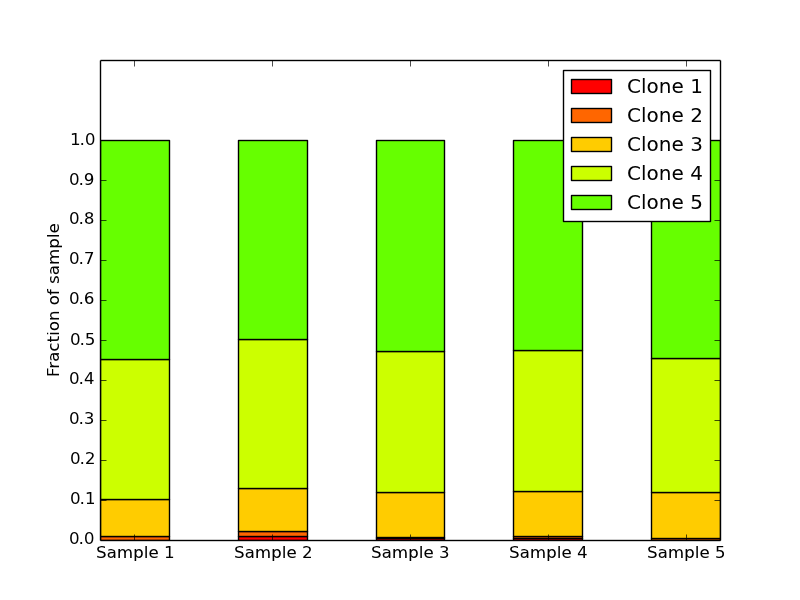 Clone 1
Clone 2
Clone 3
Clone 4
Clone 5
Fraction of sample
1.0
0.9
0.8
0.7
0.6
0.5
0.4
0.3
0.2
0.1
0.0
Sample 1 Sample 2 Sample 3 Sample 4 Sample 5